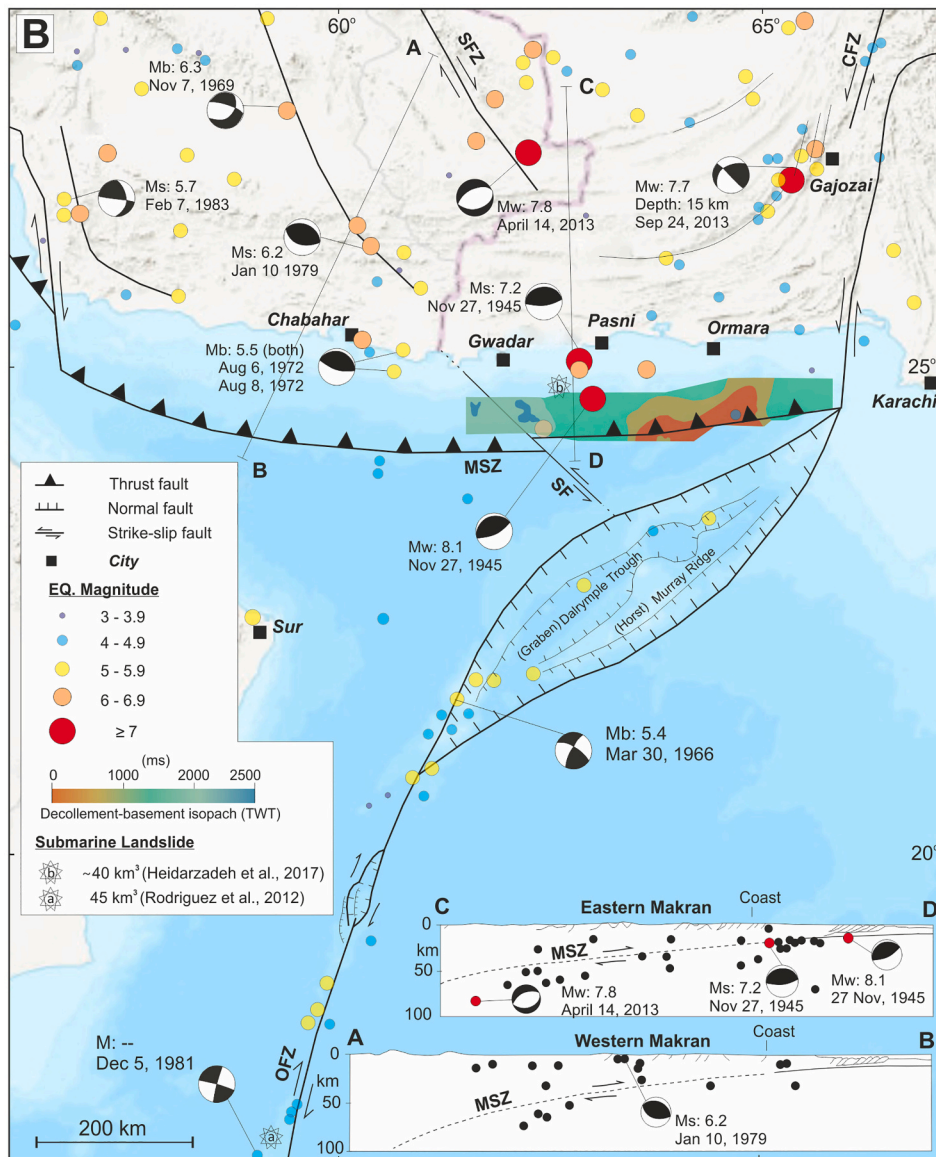 B
60
65
A
SFZ
C
CFZ
Mb: 6.3
Nov 7, 1969
Ms: 5.7
Feb 7, 1983
Mw: 7.8
April 14, 2013
Mw: 7.7
Depth: 15 km
Sep 24, 2013
Gajozai
Ms: 6.2
Jan 10 1979
Ms: 7.2
Nov 27, 1945
Chabahar
Gwadar
Pasni
Ormara
Mb: 5.5 (both)
Aug 6, 1972
Aug 8, 1972
25°
b
Karachi
B
MSZ
D
SF
Mw: 8.1
Nov 27, 1945
Thrust fault
Normal fault
Strike-slip fault
City
EQ. Magnitude
3 - 3.9
4 - 4.9
5 - 5.9
6 - 6.9
≥ 7
(ms)
0 1000 2000 2500
Decollement-basement isopach (TWT)
Submarine Landslide
b ~40 km³ (Heidarzadeh et al., 2017)
a 45 km³ (Rodriguez et al., 2012)
Sur
(Graben) Dalrymple Trough
(Horst) Murray Ridge
Mb: 5.4
Mar 30, 1966
20°
M: --
Dec 5, 1981
OFZ
a
200 km
C
Eastern Makran
Coast
D
0
km
50
100
MSZ
Mw: 7.8
April 14, 2013
Ms: 7.2
Nov 27, 1945
Mw: 8.1
27 Nov, 1945
A
Western Makran
Coast
B
0
km
50
100
MSZ
Ms: 6.2
Jan 10, 1979